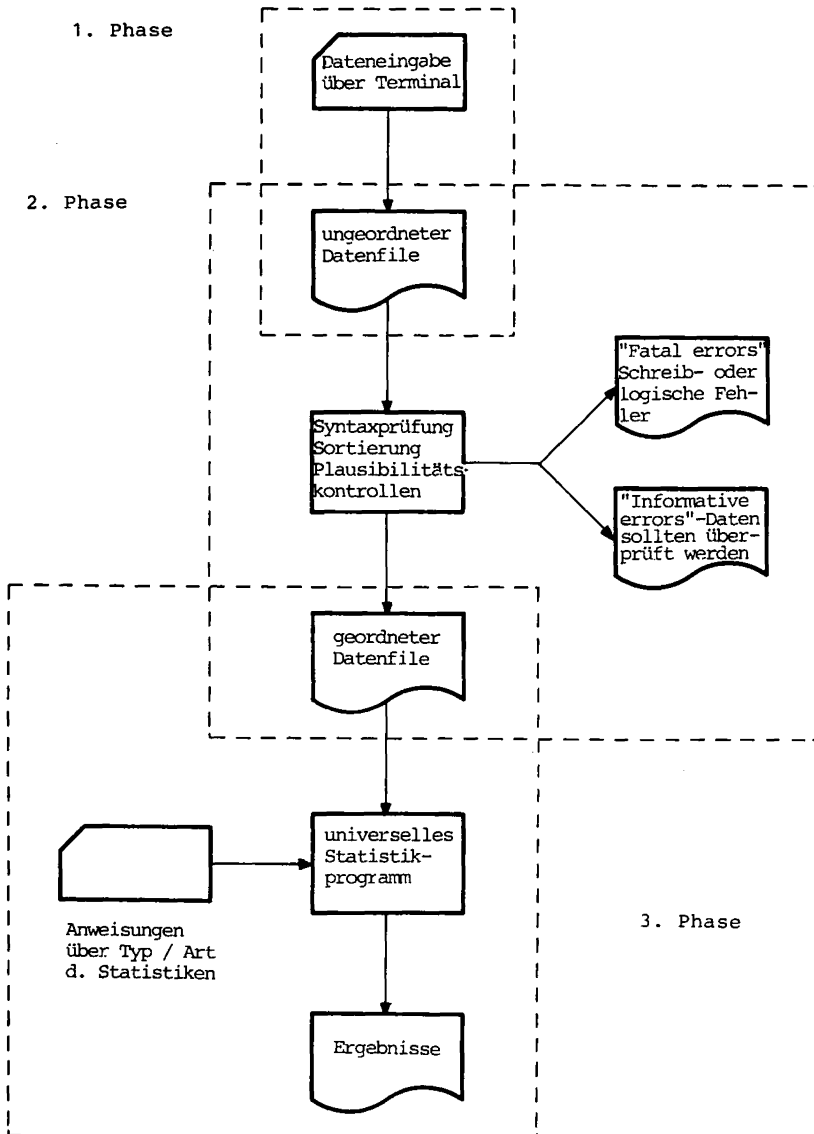 1. Phase
Dateneingabe
über Terminal
2. Phase
ungeordneter
Datenfile
"Fatal errors"
Schreib- oder
logische Feh-
ler
Syntaxprüfung
Sortierung
Plausibilitäts-
kontrollen
"Informative
errors"-Daten
sollten über-
prüft werden
geordneter
Datenfile
universelles
Statistik-
programm
Anweisungen
über Typ / Art
d. Statistiken
3. Phase
Ergebnisse